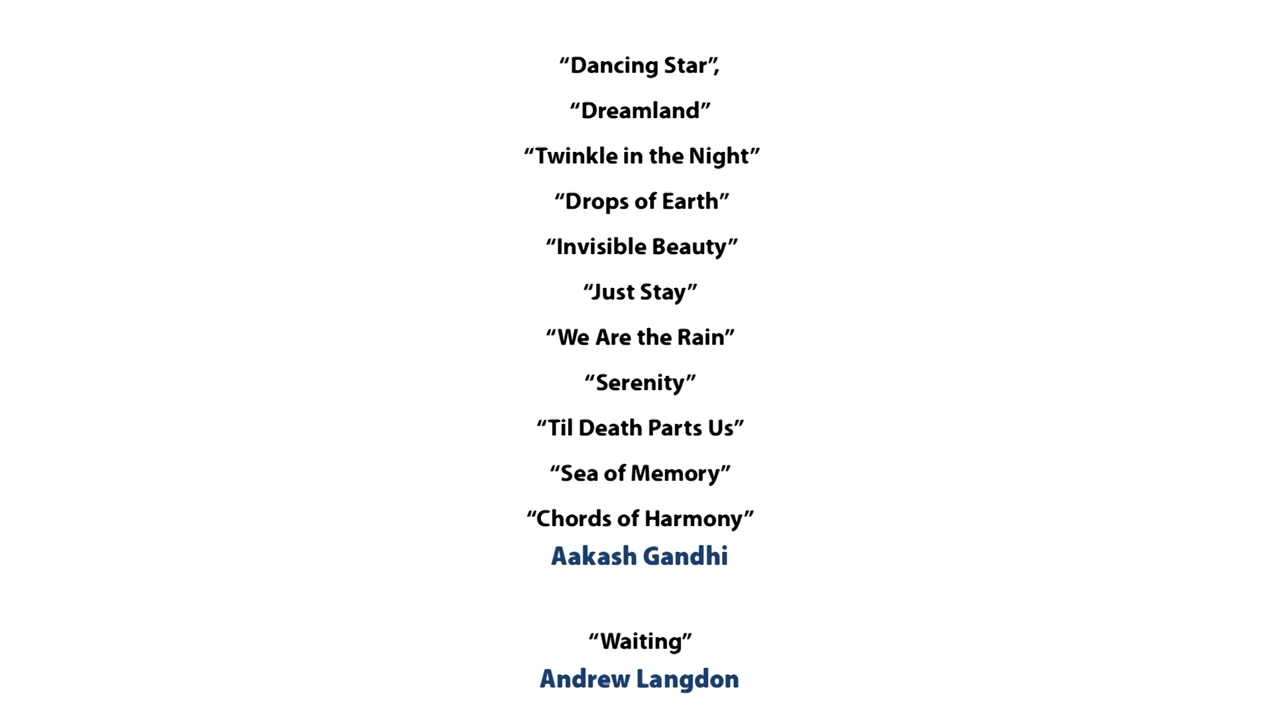 “Dancing Star”,
“Dreamland”
“Twinkle in the Night”
“Drops of Earth”
“Invisible Beauty”
“Just Stay”
“We Are the Rain”
“Serenity”
“Til Death Parts Us”
“Sea of Memory”
“Chords of Harmony”
Aakash Gandhi
“Waiting”
Andrew Langdon